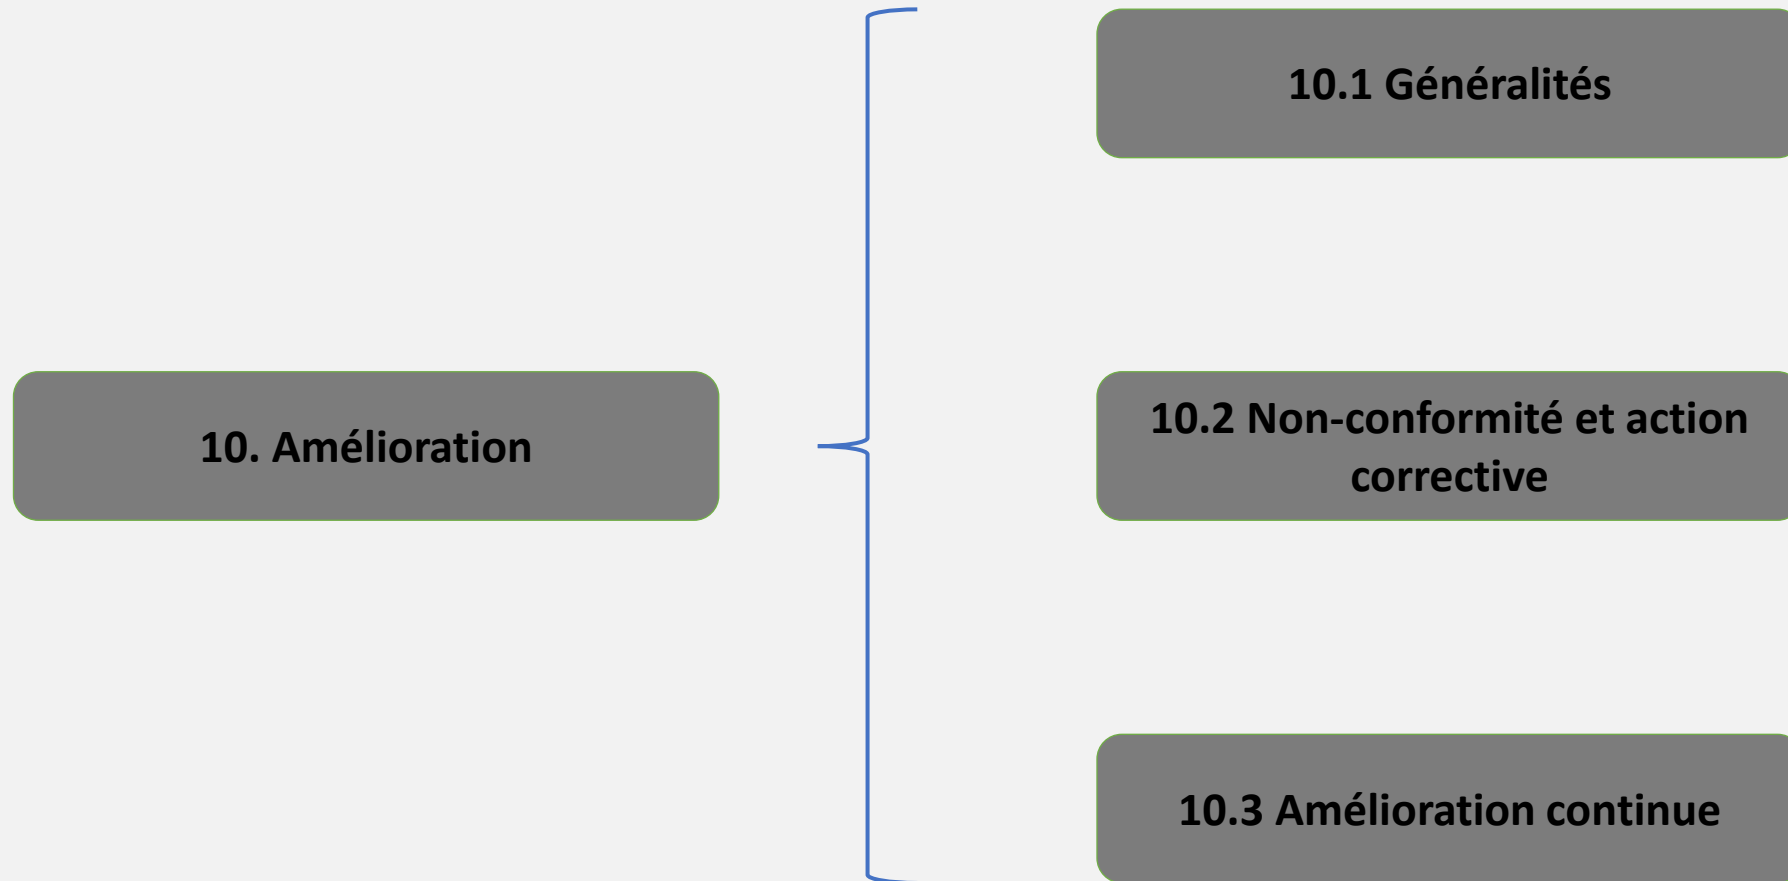 10.1 Généralités
10. Amélioration
10.2 Non-conformité et action
corrective
10.3 Amélioration continue